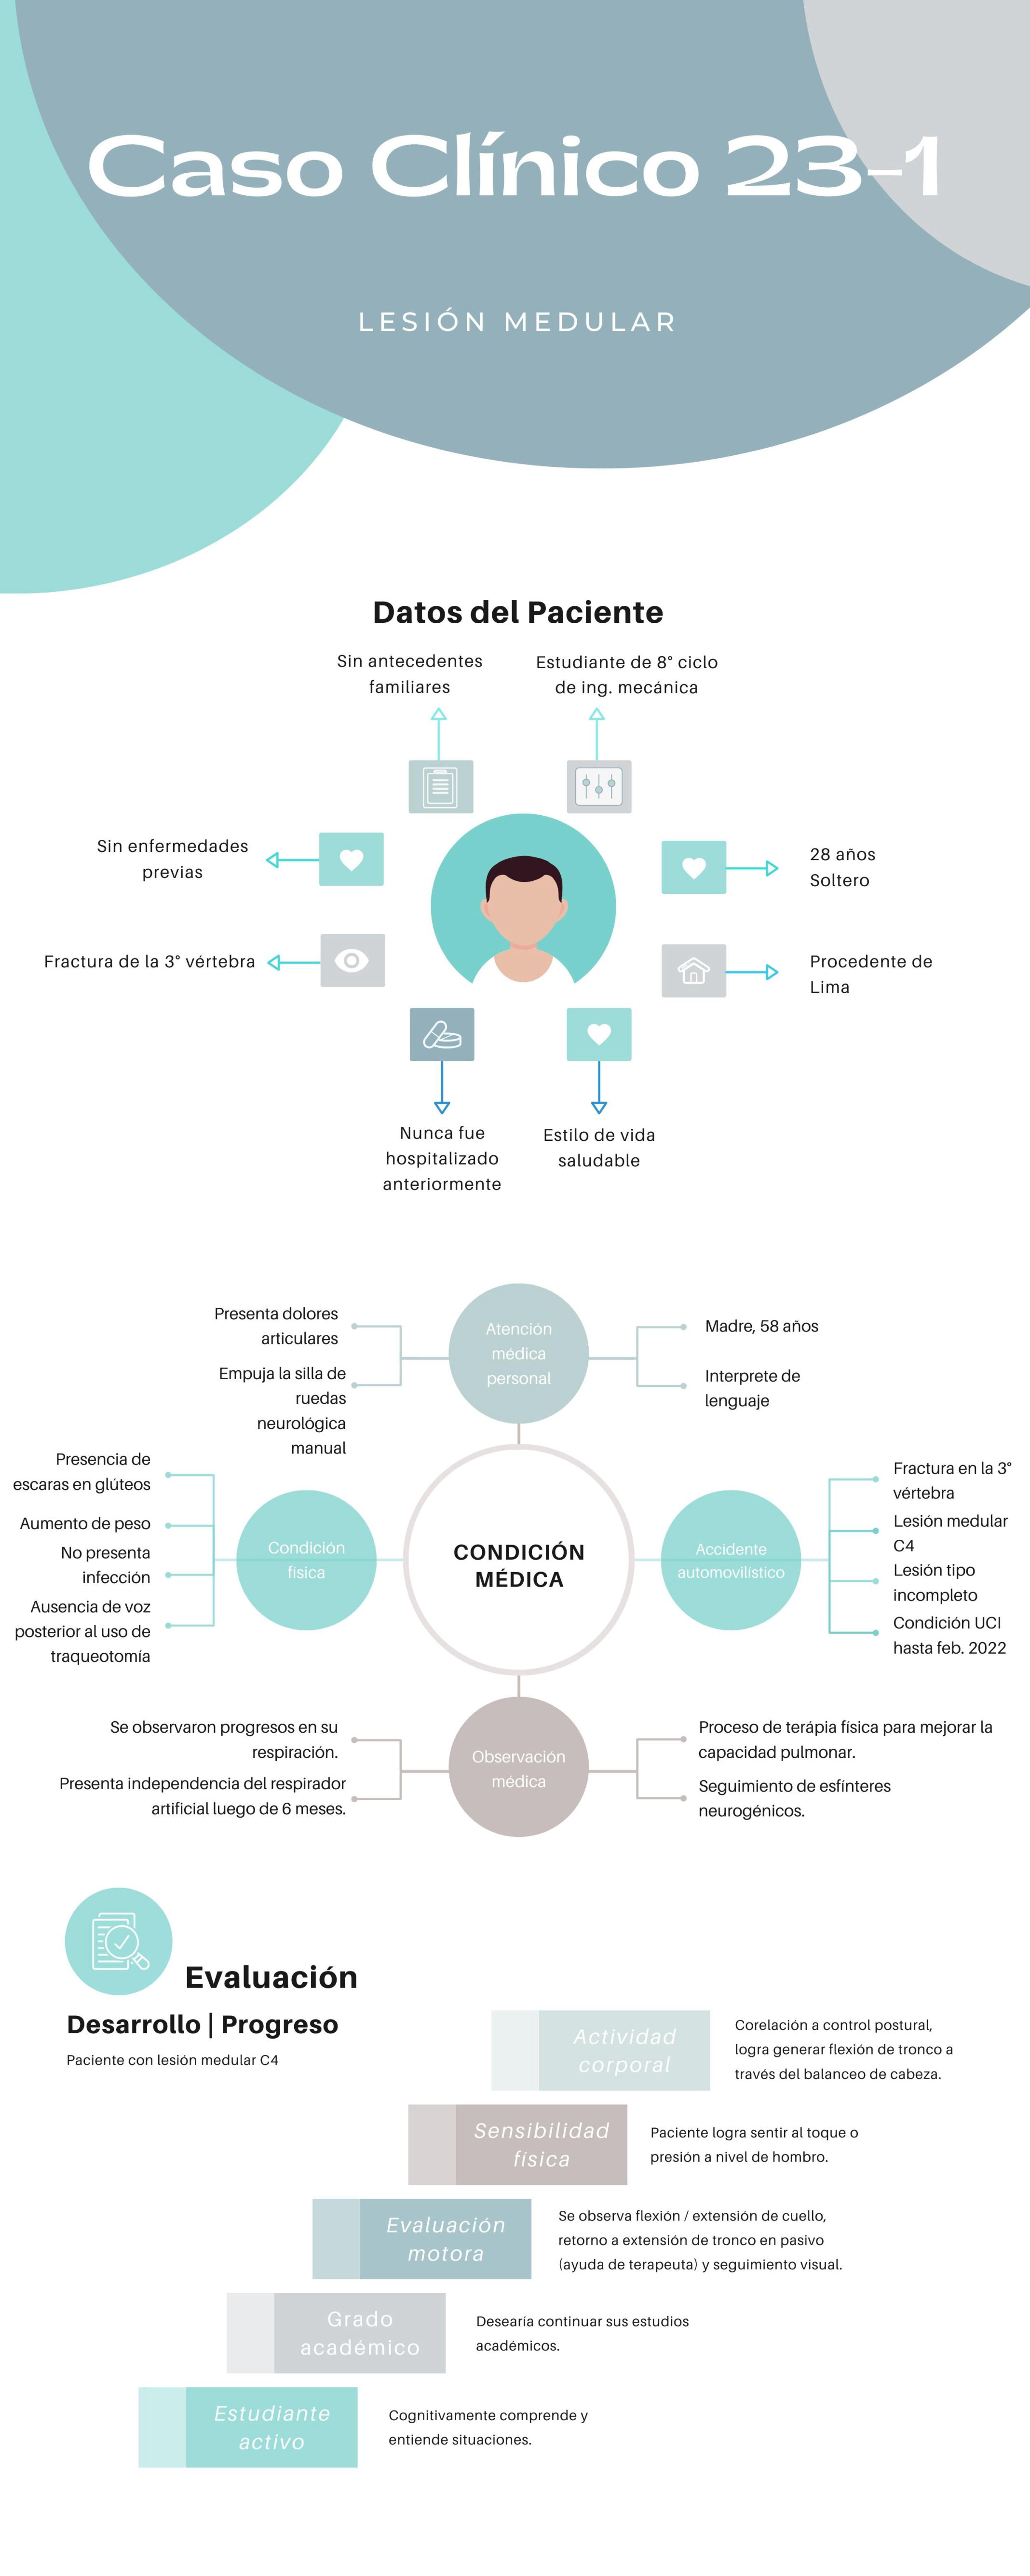 Caso Clínico 23-1
LESIÓN MEDULAR
Datos del Paciente
Sin antecedentes
familiares
Estudiante de 8° ciclo
de ing. mecánica
Sin enfermedades
previas
28 años
Soltero
Fractura de la 3° vértebra
Procedente de
Lima
Nunca fue
hospitalizado
anteriormente
Estilo de vida
saludable
Atención
médica
personal
Presenta dolores
articulares
Empuja la silla de
ruedas
neurológica
manual
Madre, 58 años
Interprete de
lenguaje
CONDICIÓN
MÉDICA
Condición
física
Presencia de
escaras en glúteos
Aumento de peso
No presenta
infección
Ausencia de voz
posterior al uso de
traqueotomía
Accidente
automovilístico
Fractura en la 3°
vértebra
Lesión medular
C4
Lesión tipo
incompleto
Condición UCI
hasta feb. 2022
Observación
médica
Se observaron progresos en su
respiración.
Presenta independencia del respirador
artificial luego de 6 meses.
Proceso de terápia física para mejorar la
capacidad pulmonar.
Seguimiento de esfínteres
neurogénicos.
Evaluación
Desarrollo | Progreso
Paciente con lesión medular C4
Actividad
corporal
Corelación a control postural,
logra generar flexión de tronco a
través del balanceo de cabeza.
Sensibilidad
física
Paciente logra sentir al toque o
presión a nivel de hombro.
Evaluación
motora
Se observa flexión / extensión de cuello,
retorno a extensión de tronco en pasivo
(ayuda de terapeuta) y seguimiento visual.
Grado
académico
Desearía continuar sus estudios
académicos.
Estudiante
activo
Cognitivamente comprende y
entiende situaciones.